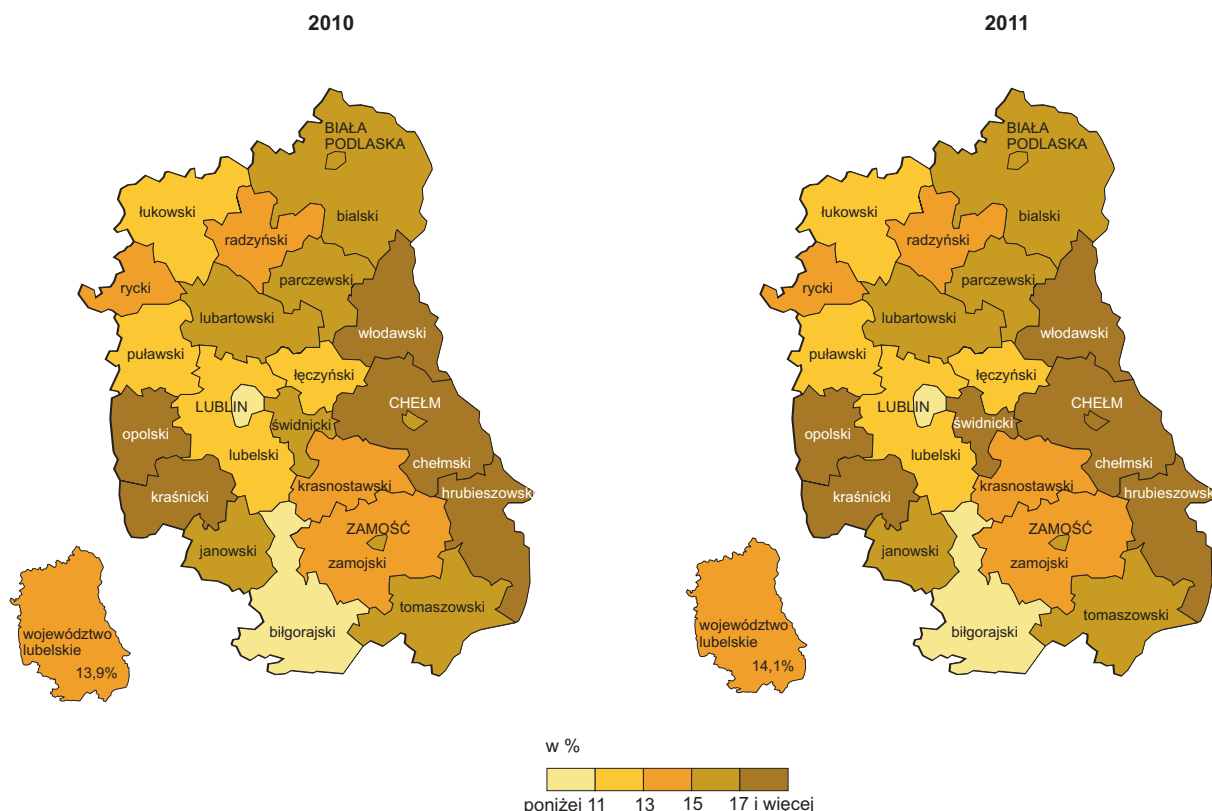 2010
BIAŁA
PODLASKA
łukowski
bialski
radzyński
parczewski
rycki
lubartowski
włodawski
puławski
łęczyński
LUBLIN
CHEŁM
świdnicki
opolski
lubelski
chełmski
krasnostawski
hrubieszowski
kraśnicki
ZAMOŚĆ
janowski
zamojski
tomaszowski
biłgorajski
województwo
lubelskie
13,9%
2011
BIAŁA
PODLASKA
łukowski
bialski
radzyński
parczewski
rycki
lubartowski
włodawski
puławski
łęczyński
LUBLIN
CHEŁM
świdnicki
opolski
lubelski
chełmski
krasnostawski
hrubieszowski
kraśnicki
ZAMOŚĆ
janowski
zamojski
tomaszowski
biłgorajski
województwo
lubelskie
14,1%
w %
poniżej 11 13 15 17 i więcej